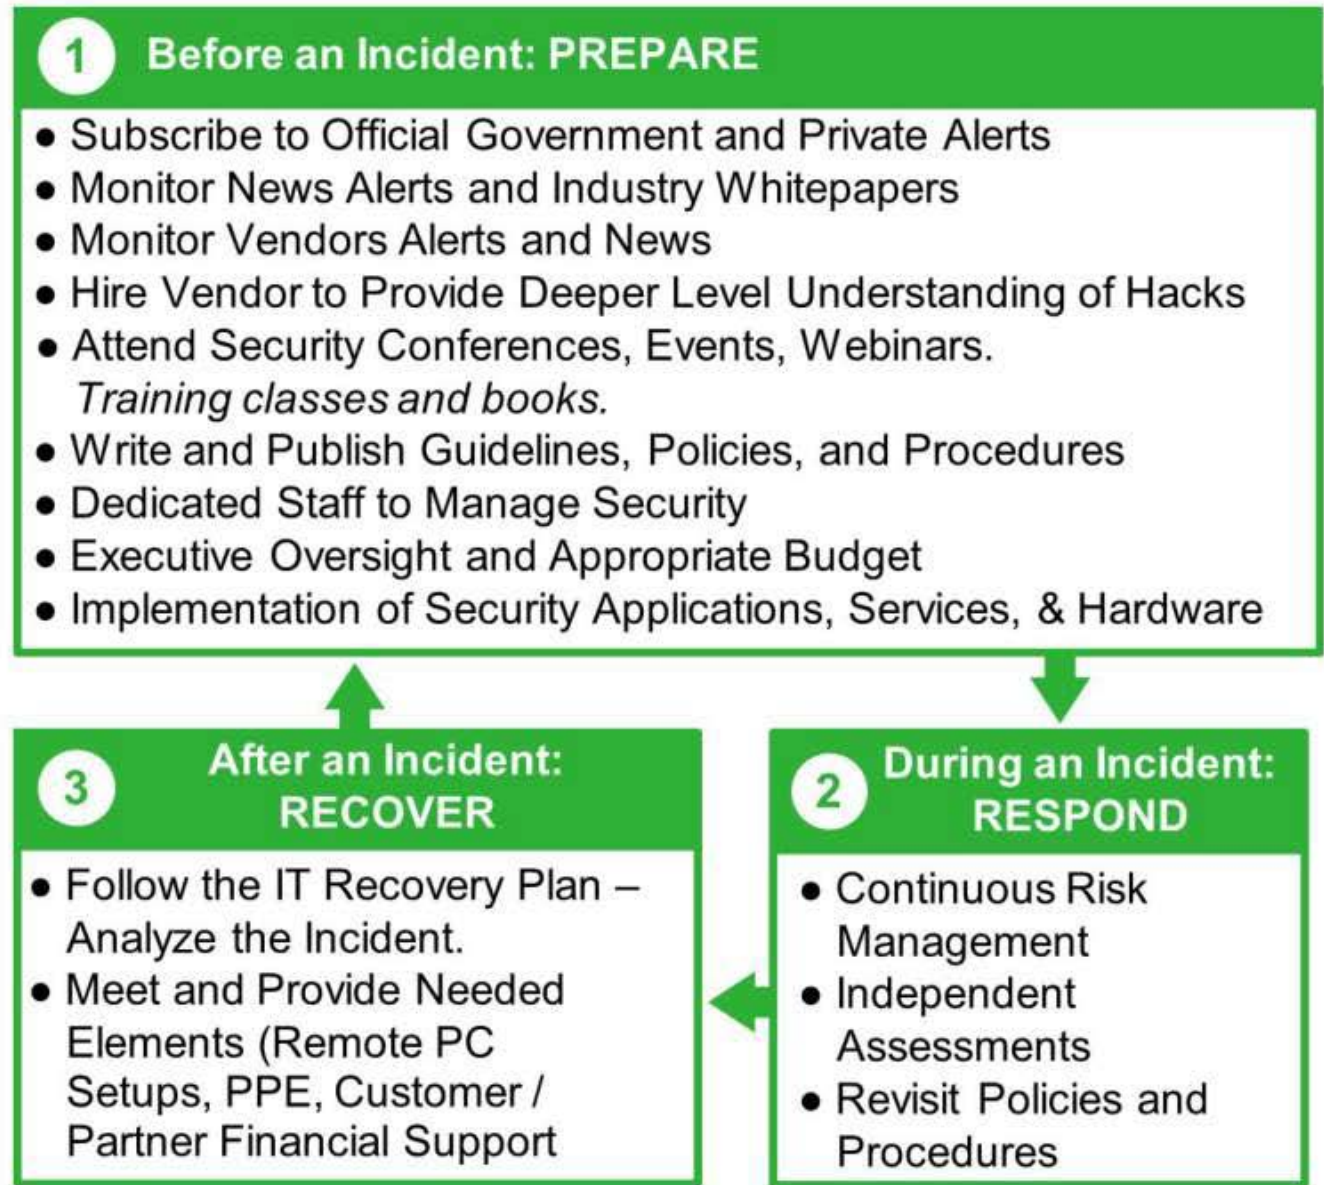 1 Before an Incident: PREPARE
● Subscribe to Official Government and Private Alerts
● Monitor News Alerts and Industry Whitepapers
● Monitor Vendors Alerts and News
● Hire Vendor to Provide Deeper Level Understanding of Hacks
● Attend Security Conferences, Events, Webinars.
Training classes and books.
● Write and Publish Guidelines, Policies, and Procedures
● Dedicated Staff to Manage Security
● Executive Oversight and Appropriate Budget
● Implementation of Security Applications, Services, & Hardware
2 During an Incident:
RESPOND
● Continuous Risk
Management
● Independent
Assessments
● Revisit Policies and
Procedures
3 After an Incident:
RECOVER
● Follow the IT Recovery Plan –
Analyze the Incident.
● Meet and Provide Needed
Elements (Remote PC
Setups, PPE, Customer /
Partner Financial Support